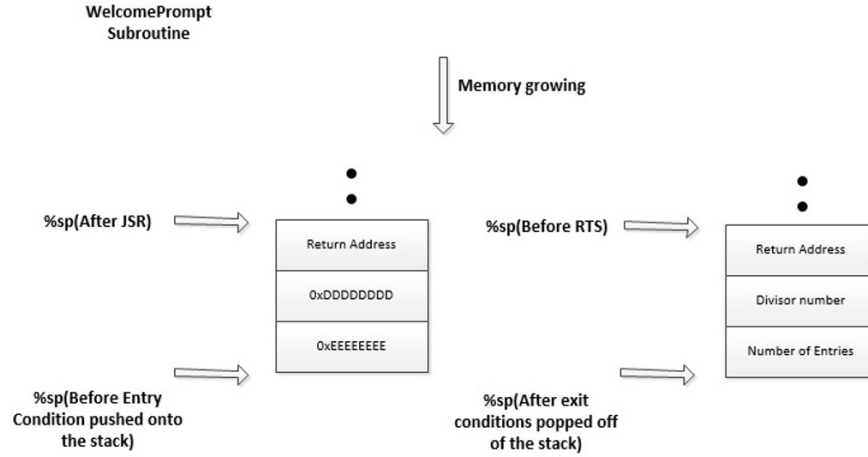 WelcomePrompt
Subroutine
Memory growing
%sp(After JSR)
Return Address
0xDDDDDDDD
0xEEEEEEEE
%sp(Before Entry
Condition pushed onto
the stack)
%sp(Before RTS)
Return Address
Divisor number
Number of Entries
%sp(After exit
conditions popped off
of the stack)